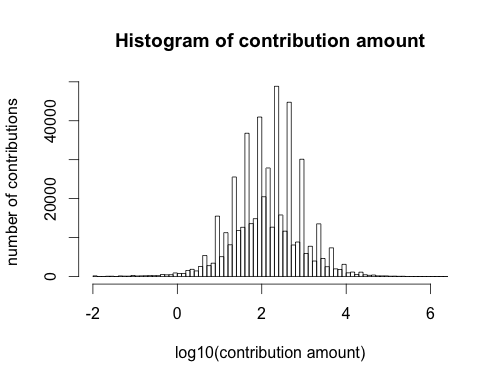 Histogram of contribution amount
number of contributions
40000
20000
0
-2 0 2 4 6
log10(contribution amount)